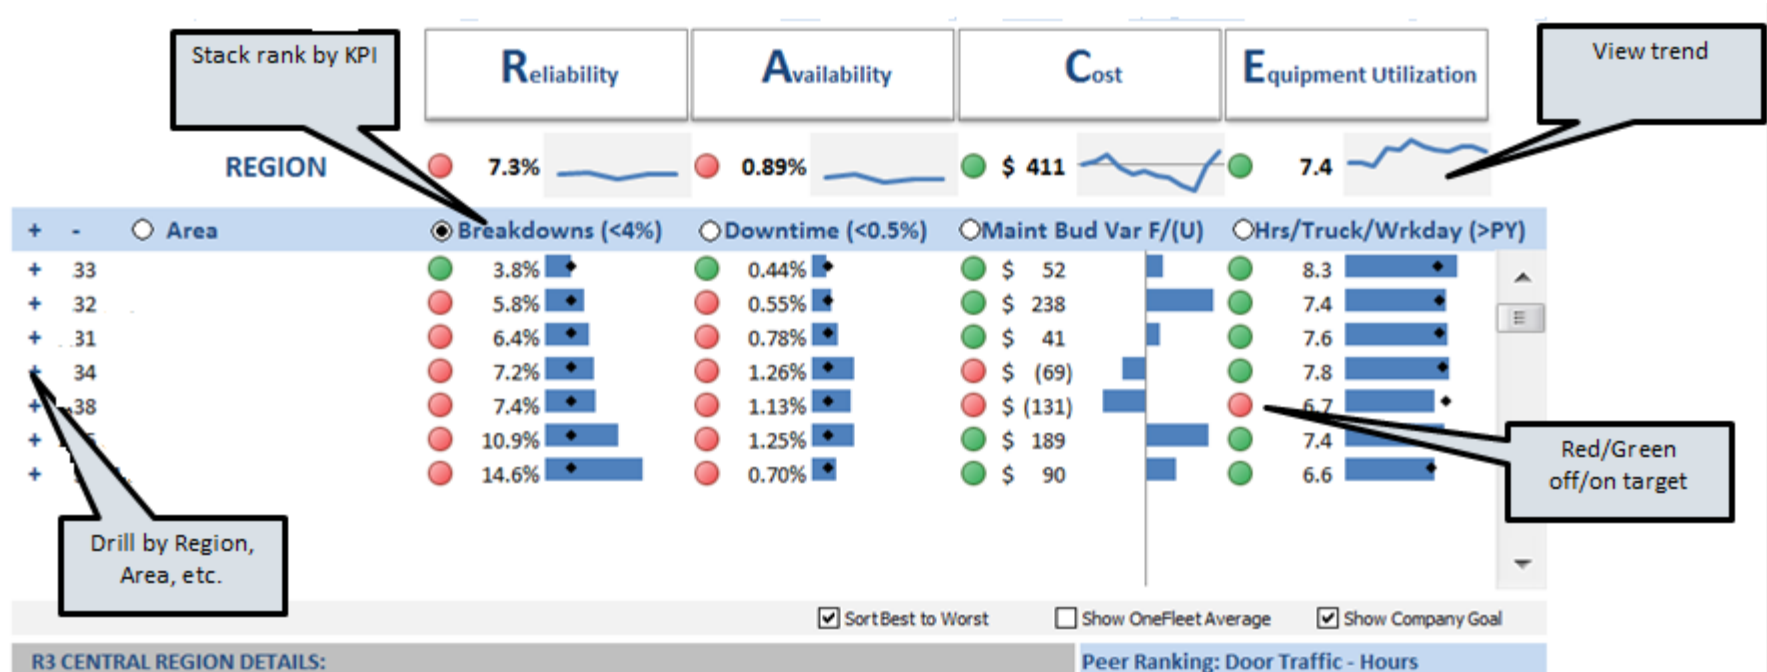 Stack rank by KPI
Reliability
Availability
Cost
Equipment Utilization
View trend
REGION
7.3%
0.89%
$ 411
7.4
+ - Area Breakdowns (<4%) Downtime (<0.5%) Maint Bud Var F/(U) Hrs/Truck/Wrkday (>PY)
+ 33 3.8% 0.44% $ 52 8.3
+ 32 5.8% 0.55% $ 238 7.4
+ 31 6.4% 0.78% $ 41 7.6
+ 34 7.2% 1.26% $ (69) 7.8
+ 38 7.4% 1.13% $ (131) 6.7
+ 10.9% 1.25% $ 189 7.4
+ 14.6% 0.70% $ 90 6.6
Red/Green
off/on target
Drill by Region,
Area, etc.
Sort Best to Worst
Show OneFleet Average
Show Company Goal
R3 CENTRAL REGION DETAILS:
Peer Ranking: Door Traffic - Hours